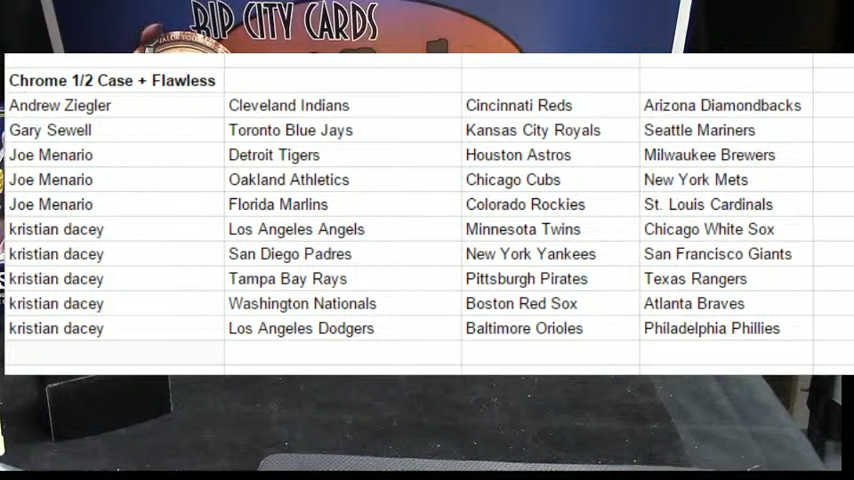 RIP CITY CARDS
Chrome 1/2 Case + Flawless
Andrew Ziegler Cleveland Indians Cincinnati Reds Arizona Diamondbacks
Gary Sewell Toronto Blue Jays Kansas City Royals Seattle Mariners
Joe Menario Detroit Tigers Houston Astros Milwaukee Brewers
Joe Menario Oakland Athletics Chicago Cubs New York Mets
Joe Menario Florida Marlins Colorado Rockies St. Louis Cardinals
kristian dacey Los Angeles Angels Minnesota Twins Chicago White Sox
kristian dacey San Diego Padres New York Yankees San Francisco Giants
kristian dacey Tampa Bay Rays Pittsburgh Pirates Texas Rangers
kristian dacey Washington Nationals Boston Red Sox Atlanta Braves
kristian dacey Los Angeles Dodgers Baltimore Orioles Philadelphia Phillies